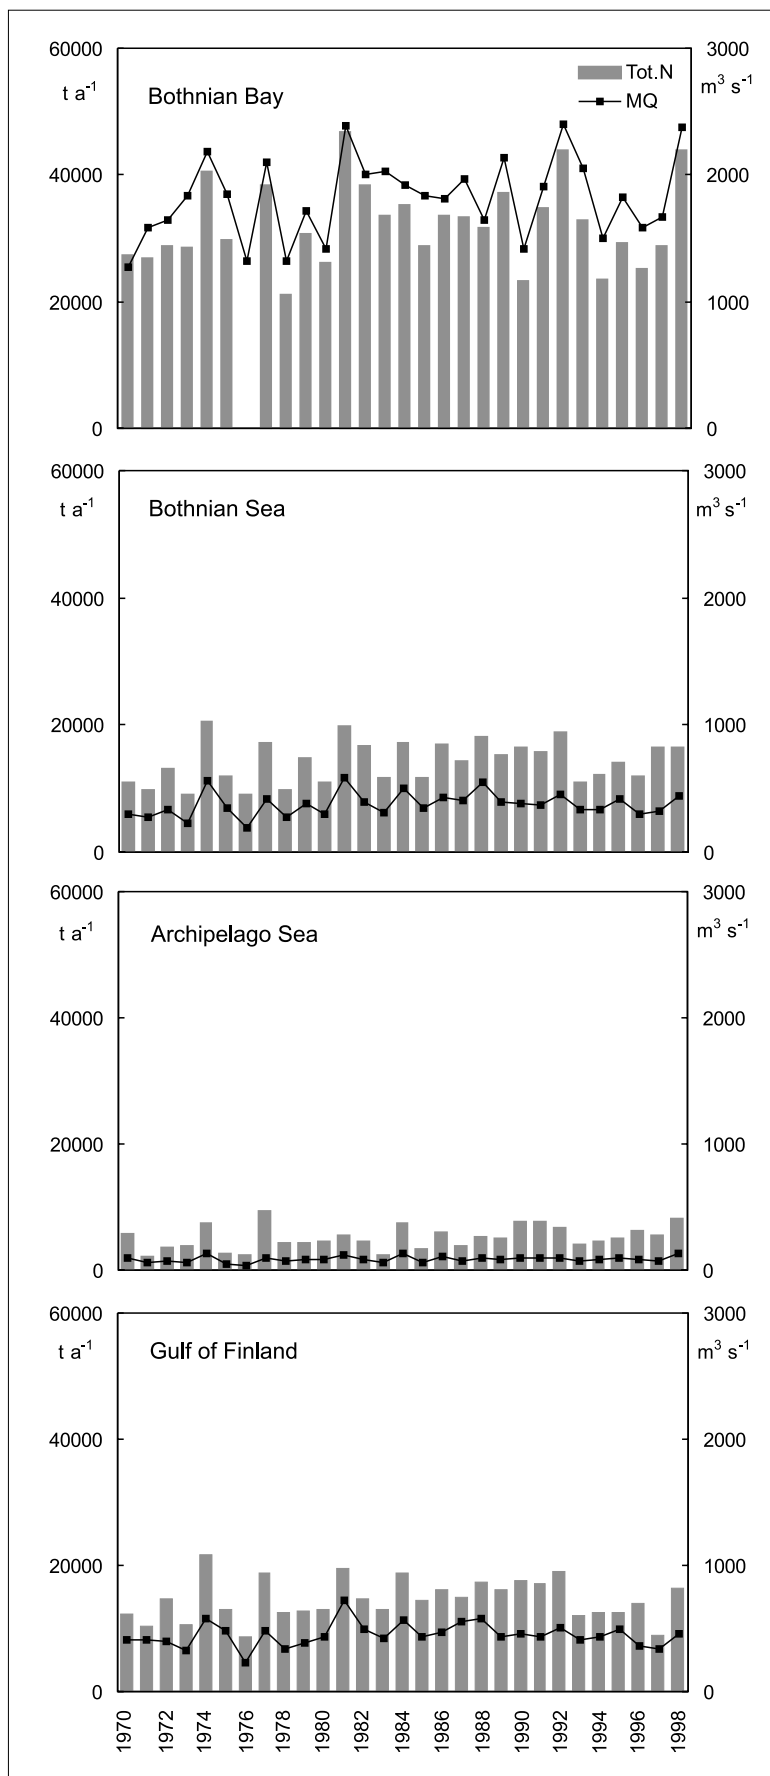 60000 3000
Tot.N
t a⁻¹ m³ s⁻¹
Bothnian Bay MQ
40000 2000
20000 1000
0 0
60000 3000
t a⁻¹ Bothnian Sea m³ s⁻¹
40000 2000
20000 1000
0 0
60000 3000
t a⁻¹ Archipelago Sea m³ s⁻¹
40000 2000
20000 1000
0 0
60000 3000
t a⁻¹ Gulf of Finland m³ s⁻¹
40000 2000
20000 1000
0 0
1970 1972 1974 1976 1978 1980 1982 1984 1986 1988 1990 1992 1994 1996 1998